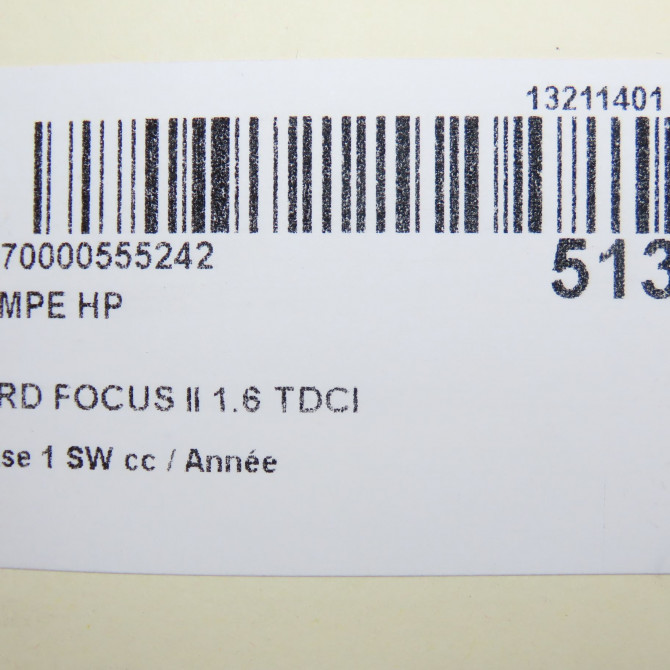 13211401
70000555242
513
MPE HP
RD FOCUS II 1.6 TDCI
se 1 SW cc / Année